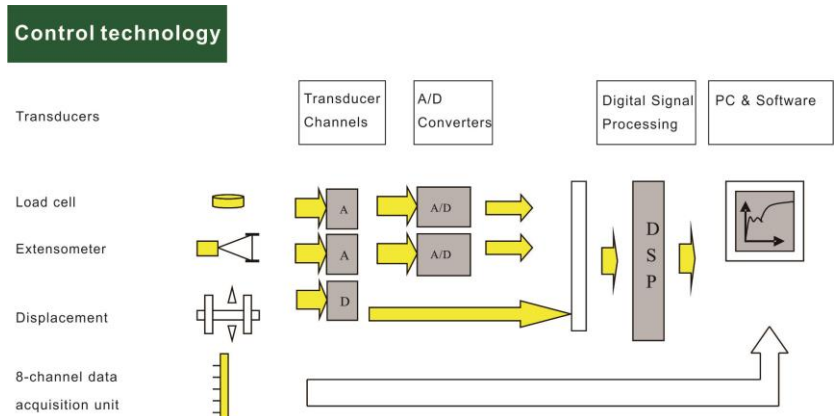 Control technology
Transducers
Transducer
Channels
A/D
Converters
Digital Signal
Processing
PC & Software
Load cell
A
A/D
Extensometer
A
A/D
D
S
P
Displacement
D
8-channel data
acquisition unit